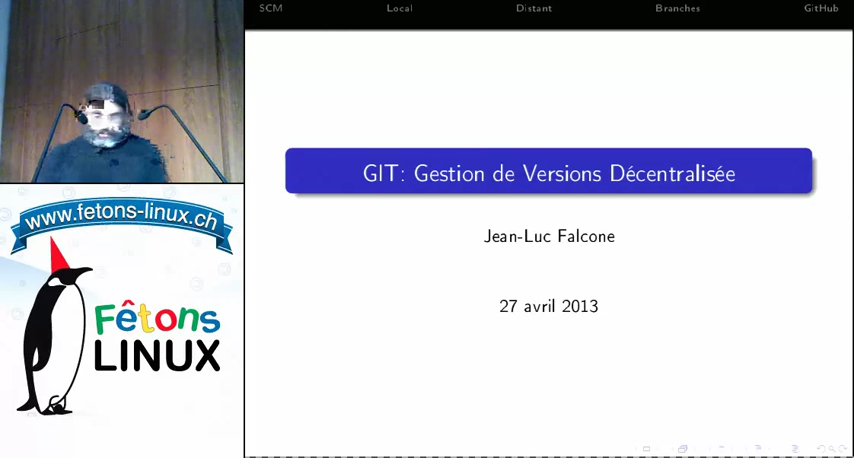 SCM Local Distant Branches GitHub
GIT: Gestion de Versions Décentralisée
Jean-Luc Falcone
27 avril 2013
www.fetons-linux.ch
Fêtons
LINUX